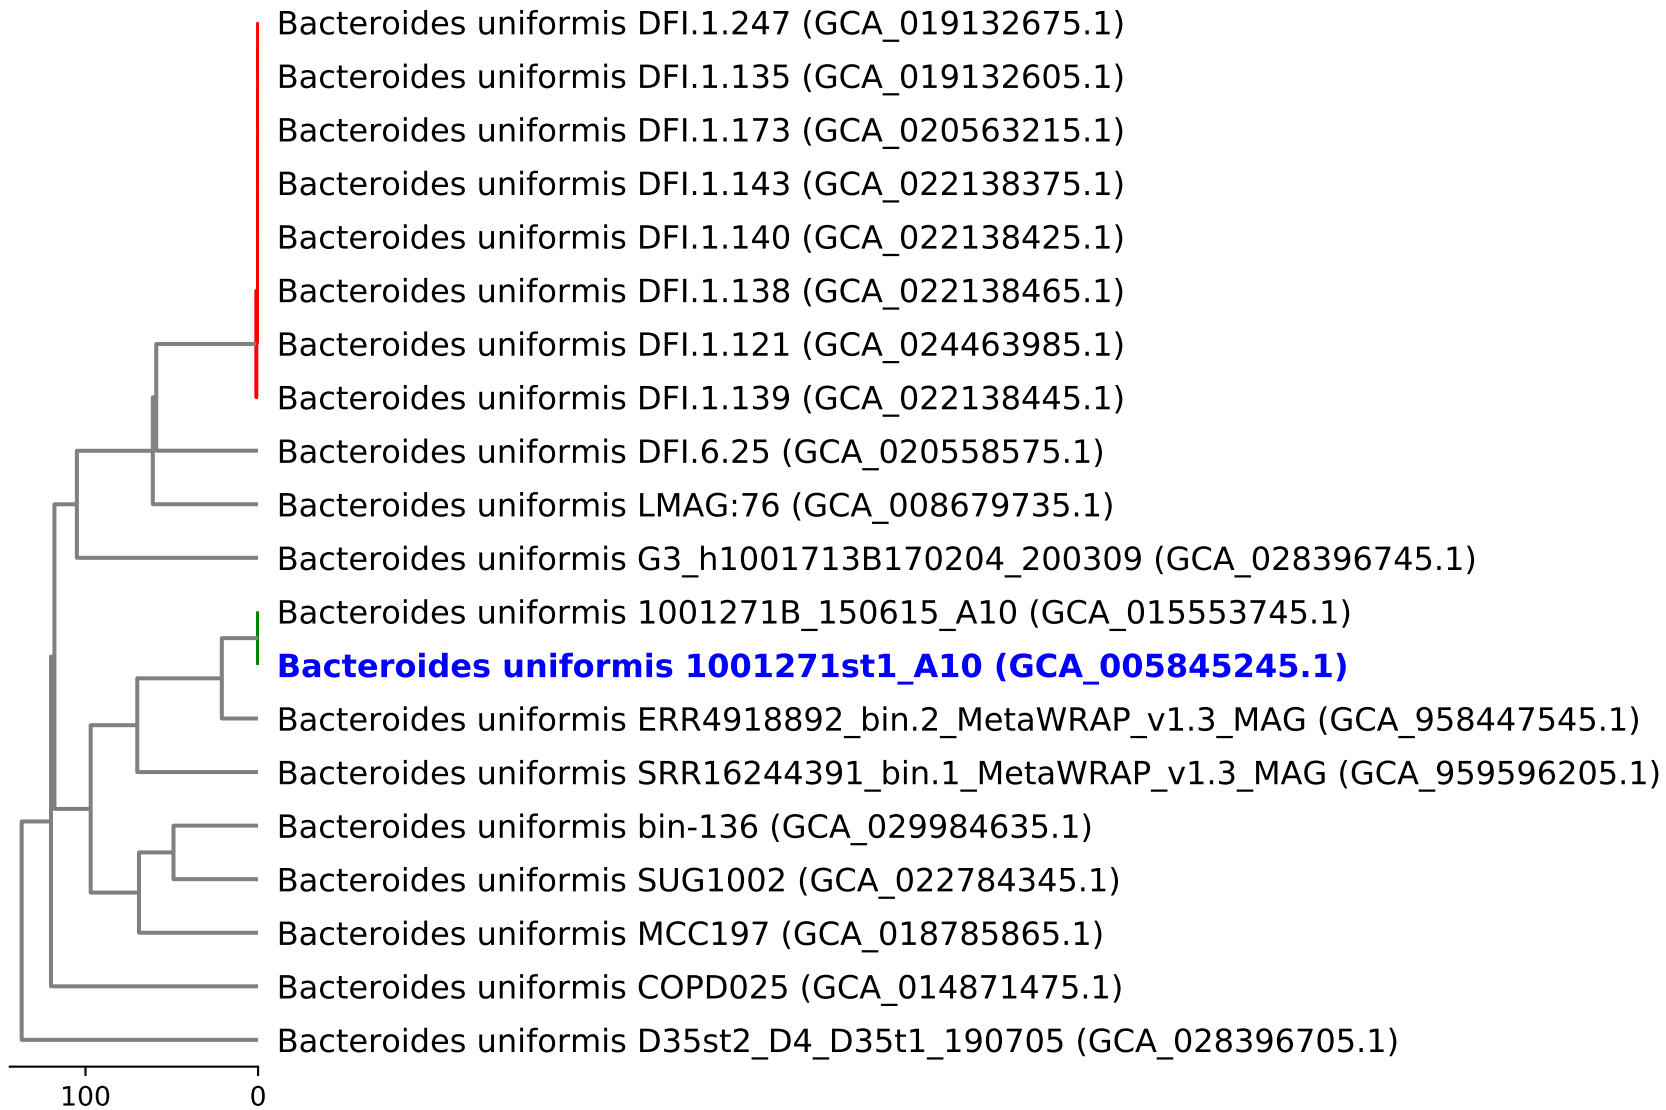 Bacteroides uniformis DFI.1.247 (GCA_019132675.1)
Bacteroides uniformis DFI.1.135 (GCA_019132605.1)
Bacteroides uniformis DFI.1.173 (GCA_020563215.1)
Bacteroides uniformis DFI.1.143 (GCA_022138375.1)
Bacteroides uniformis DFI.1.140 (GCA_022138425.1)
Bacteroides uniformis DFI.1.138 (GCA_022138465.1)
Bacteroides uniformis DFI.1.121 (GCA_024463985.1)
Bacteroides uniformis DFI.1.139 (GCA_022138445.1)
Bacteroides uniformis DFI.6.25 (GCA_020558575.1)
Bacteroides uniformis LMAG:76 (GCA_008679735.1)
Bacteroides uniformis G3_h1001713B170204_200309 (GCA_028396745.1)
Bacteroides uniformis 1001271B_150615_A10 (GCA_015553745.1)
Bacteroides uniformis 1001271st1_A10 (GCA_005845245.1)
Bacteroides uniformis ERR4918892_bin.2_MetaWRAP_v1.3_MAG (GCA_958447545.1)
Bacteroides uniformis SRR16244391_bin.1_MetaWRAP_v1.3_MAG (GCA_959596205.1)
Bacteroides uniformis bin-136 (GCA_029984635.1)
Bacteroides uniformis SUG1002 (GCA_022784345.1)
Bacteroides uniformis MCC197 (GCA_018785865.1)
Bacteroides uniformis COPD025 (GCA_014871475.1)
Bacteroides uniformis D35st2_D4_D35t1_190705 (GCA_028396705.1)
100 0